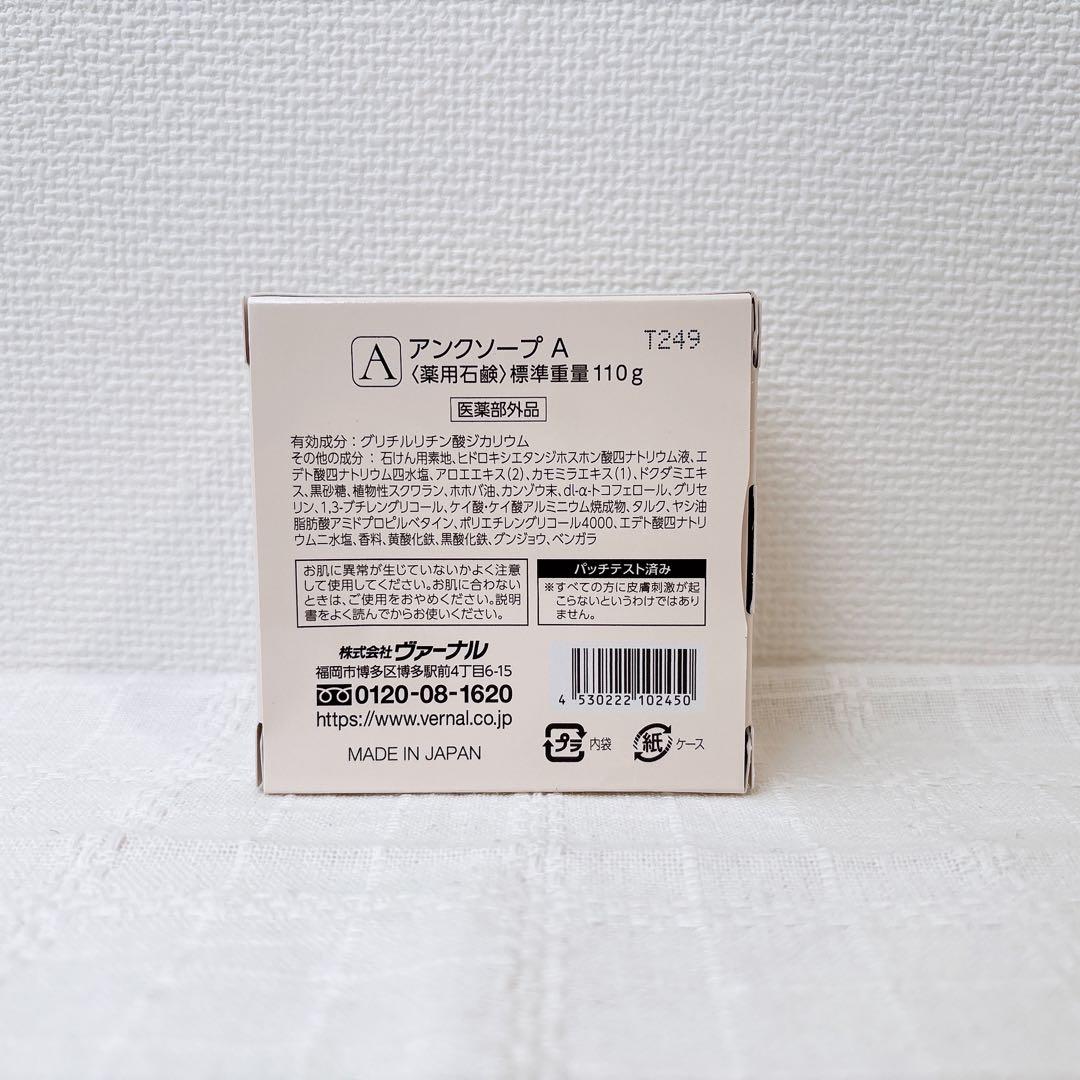 A アンクソープ A
T249
〈薬用石鹸〉標準重量110g
医薬部外品
有効成分：グリチルリチン酸ジカリウム
その他の成分：石けん用素地、ヒドロキシエタンジホスホン酸四ナトリウム液、エ
デト酸四ナトリウム四水塩、アロエエキス(2)、カモミラエキス(1)、ドクダミエキ
ス、黒砂糖、植物性スクワラン、ホホバ油、カンゾウ末、dl-α-トコフェロール、グリセ
リン、1,3-ブチレングリコール、ケイ酸・ケイ酸アルミニウム焼成物、タルク、ヤシ油
脂肪酸アミドプロピルベタイン、ポリエチレングリコール4000、エデト酸四ナトリ
ウム二水塩、香料、黄酸化鉄、黒酸化鉄、グンジョウ、ベンガラ
お肌に異常が生じていないかよく注意
して使用してください。お肌に合わない
ときは、ご使用をおやめください。説明
書をよく読んでからお使いください。
パッチテスト済み
※すべての方に皮膚刺激が起
こらないというわけではあり
ません。
株式会社ヴァーナル
福岡市博多区博多駅前4丁目6-15
0120-08-1620
https://www.vernal.co.jp
MADE IN JAPAN
4 530222 102450
プラ 内袋
紙 ケース